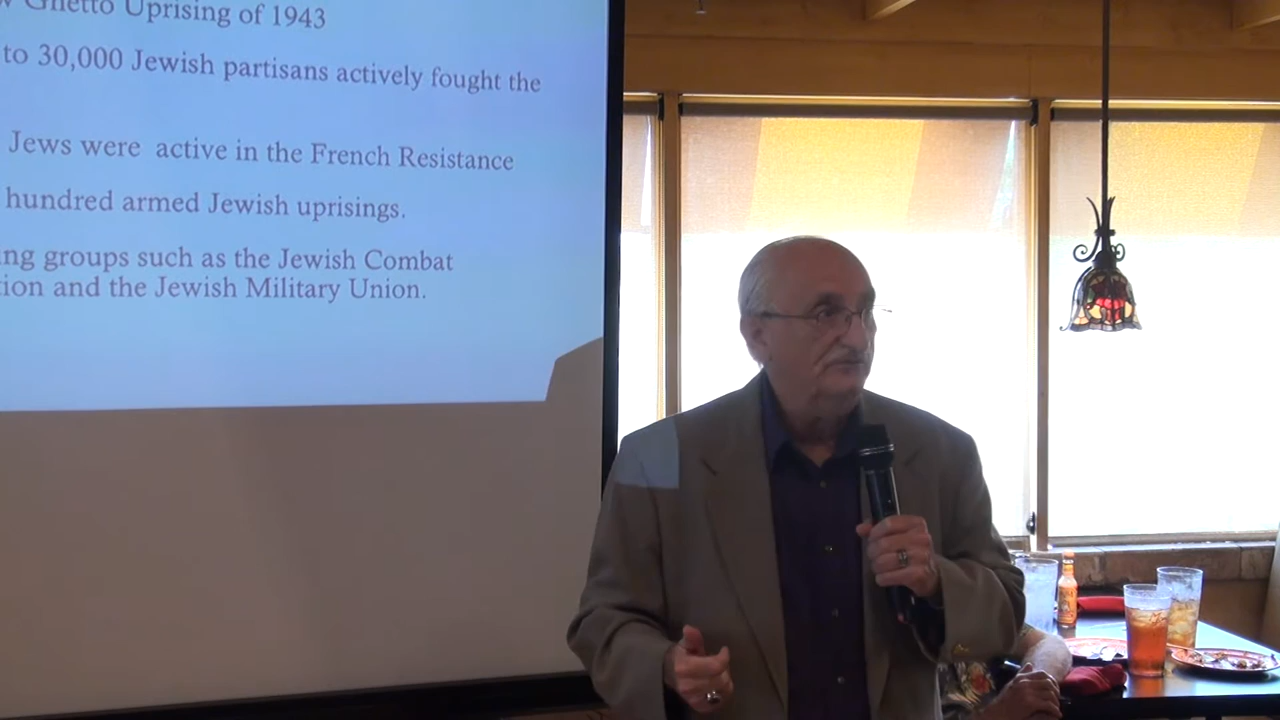 Ghetto Uprising of 1943
to 30,000 Jewish partisans actively fought the
Jews were active in the French Resistance
hundred armed Jewish uprisings.
ng groups such as the Jewish Combat
tion and the Jewish Military Union.